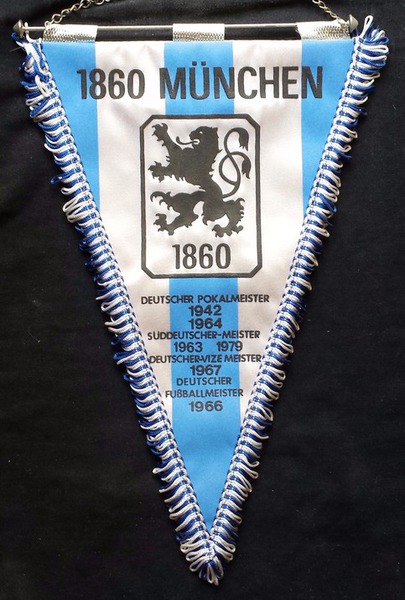 1860 MÜNCHEN
1860
DEUTSCHER POKALMEISTER
1942
1964
SÜDDEUTSCHER-MEISTER
1963 1979
DEUTSCHER-VIZE MEISTER
1967
DEUTSCHER
FUßBALLMEISTER
1966